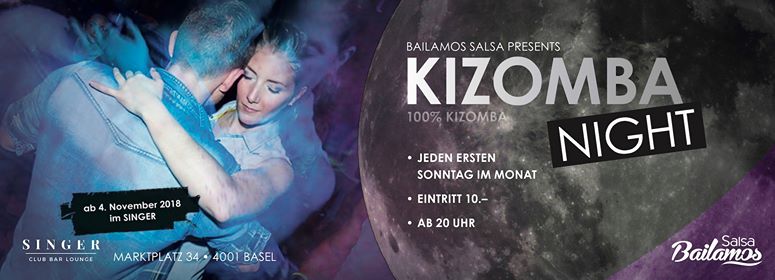 BAILAMOS SALSA PRESENTS
KIZOMBA
100% KIZOMBA
NIGHT
• JEDEN ERSTEN
SONNTAG IM MONAT
• EINTRITT 10.–
• AB 20 UHR
ab 4. November 2018
im SINGER
SINGER
CLUB BAR LOUNGE
MARKTPLATZ 34 • 4001 BASEL
Salsa
Bailamos